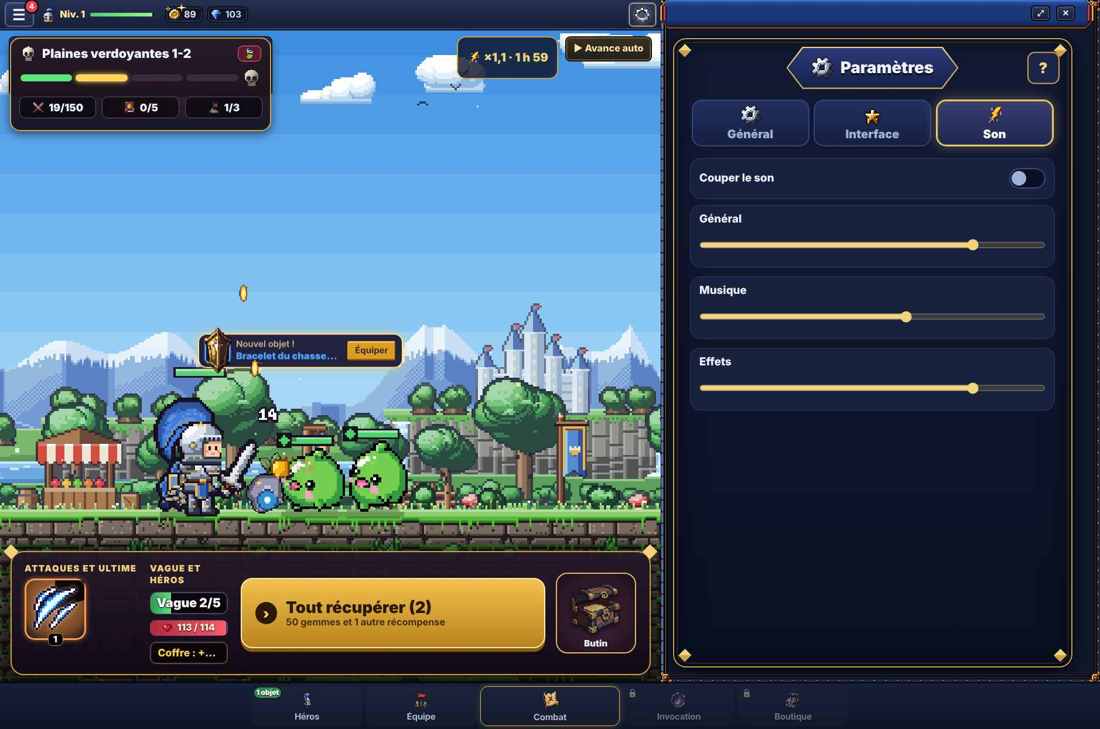 4
Niv. 1
89
103
Plaines verdoyantes 1-2
19/150
0/5
1/3
×1,1 · 1 h 59
Avance auto
Nouvel objet !
Bracelet du chasse...
Équiper
14
ATTAQUES ET ULTIME
1
VAGUE ET
HÉROS
Vague 2/5
113 / 114
Coffre : +...
Tout récupérer (2)
50 gemmes et 1 autre récompense
Butin
1 objet
Héros
Équipe
Combat
Invocation
Boutique
Paramètres
?
Général
Interface
Son
Couper le son
Général
Musique
Effets